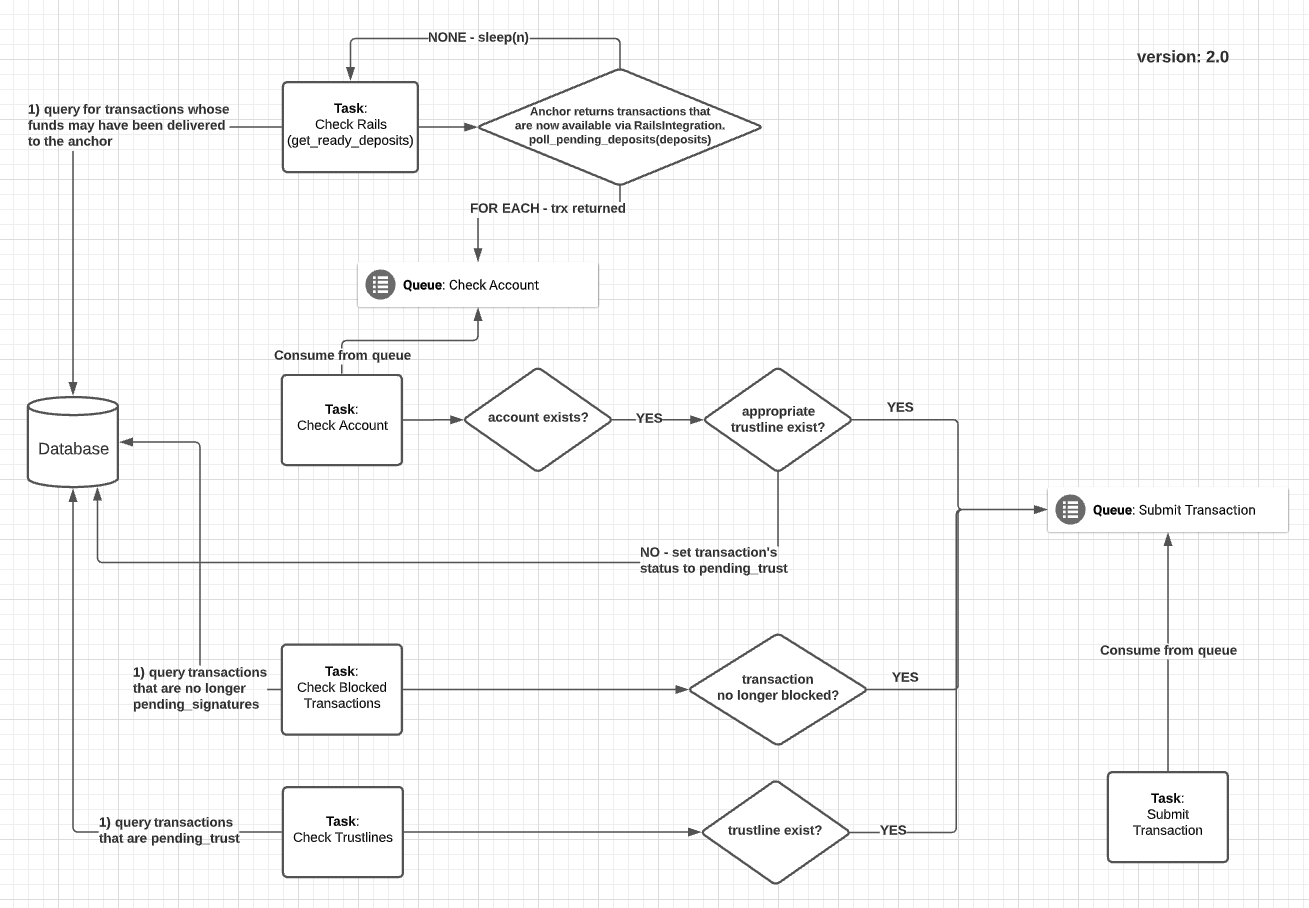 NONE - sleep(n)
version: 2.0
1) query for transactions whose
funds may have been delivered
to the anchor
Task:
Check Rails
(get_ready_deposits)
Anchor returns transactions that
are now available via RailsIntegration.
poll_pending_deposits(deposits)
FOR EACH - trx returned
Queue: Check Account
Consume from queue
Task:
Check Account
account exists?
YES
appropriate
trustline exist?
YES
Database
Queue: Submit Transaction
NO - set transaction's
status to pending_trust
Consume from queue
1) query transactions
that are no longer
pending_signatures
Task:
Check Blocked
Transactions
transaction
no longer blocked?
YES
1) query transactions
that are pending_trust
Task:
Check Trustlines
trustline exist?
YES
Task:
Submit
Transaction